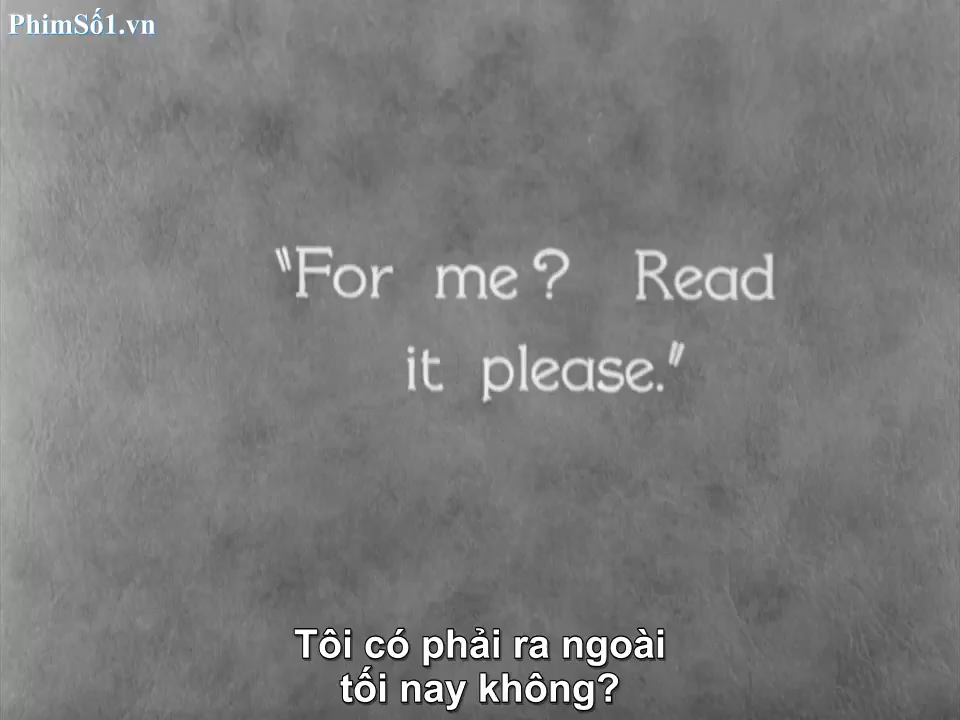 PhimSố1.vn
"For me? Read
it please."
Tôi có phải ra ngoài
tối nay không?